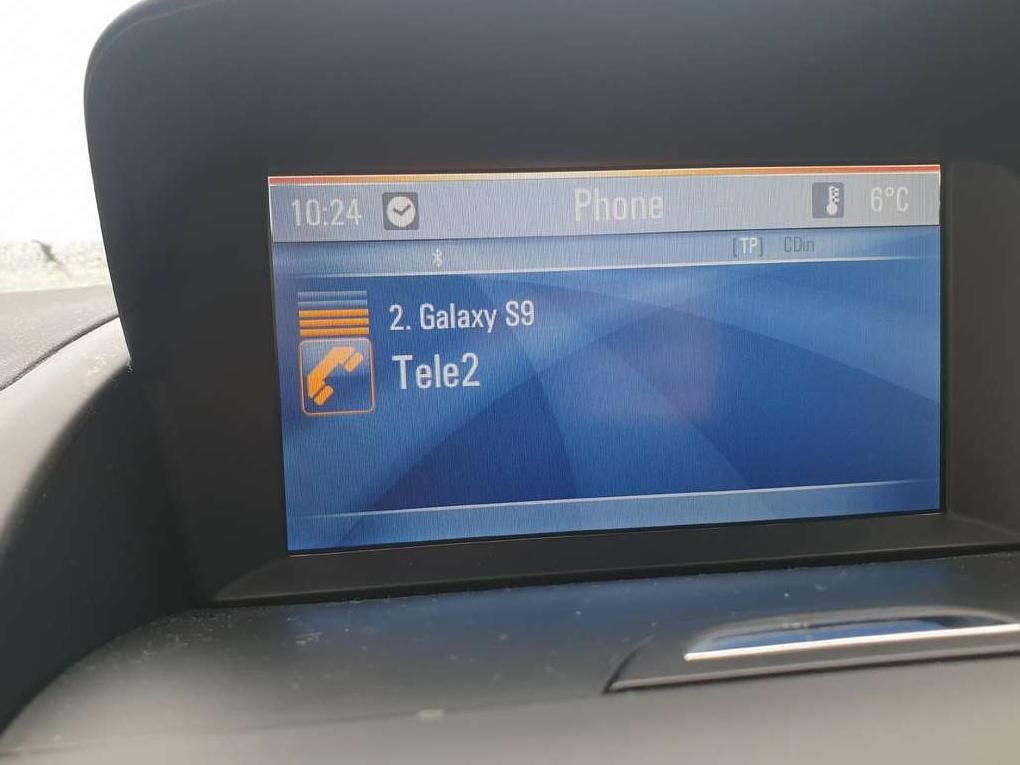 10:24 Phone 6°C
[TP] CDin
2. Galaxy S9
Tele2